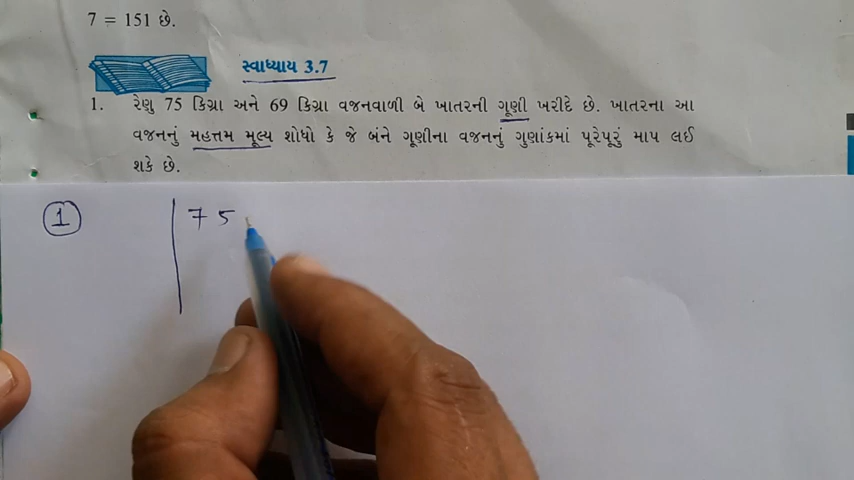 7 = 151 છે.
સ્વાધ્યાય 3.7
1. રેણુ 75 કિગ્રા અને 69 કિગ્રા વજનવાળી બે ખાતરની ગૂણી ખરીદે છે. ખાતરના આ
વજનનું મહત્તમ મૂલ્ય શોધો કે જે બંને ગૂણીના વજનનું ગુણાંકમાં પૂરેપૂરું માપ લઈ
શકે છે.
1 75